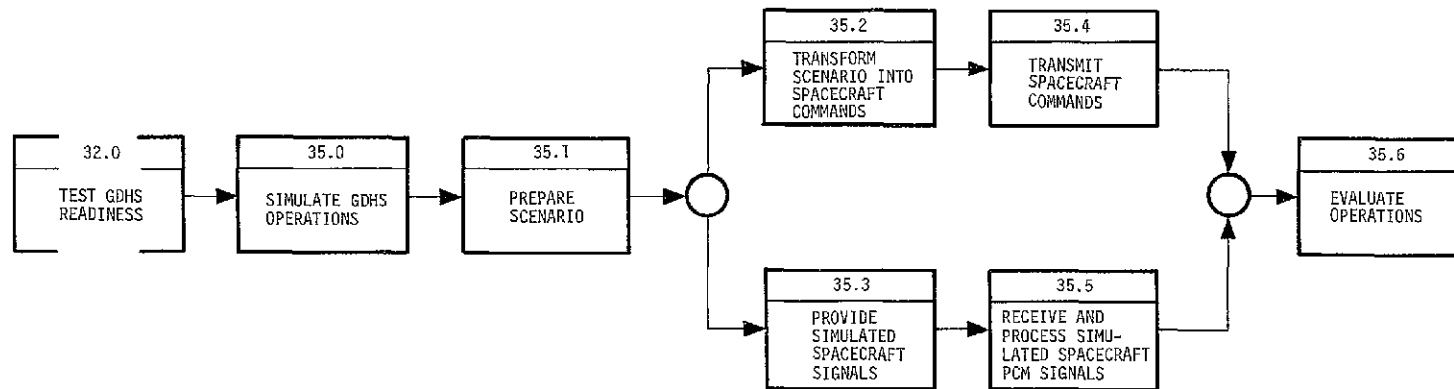 32.0
TEST GDHS
READINESS
35.0
SIMULATE GDHS
OPERATIONS
35.1
PREPARE
SCENARIO
35.2
TRANSFORM
SCENARIO INTO
SPACECRAFT
COMMANDS
35.4
TRANSMIT
SPACECRAFT
COMMANDS
35.3
PROVIDE
SIMULATED
SPACECRAFT
SIGNALS
35.5
RECEIVE AND
PROCESS SIMU-
LATED SPACECRAFT
PCM SIGNALS
35.6
EVALUATE
OPERATIONS